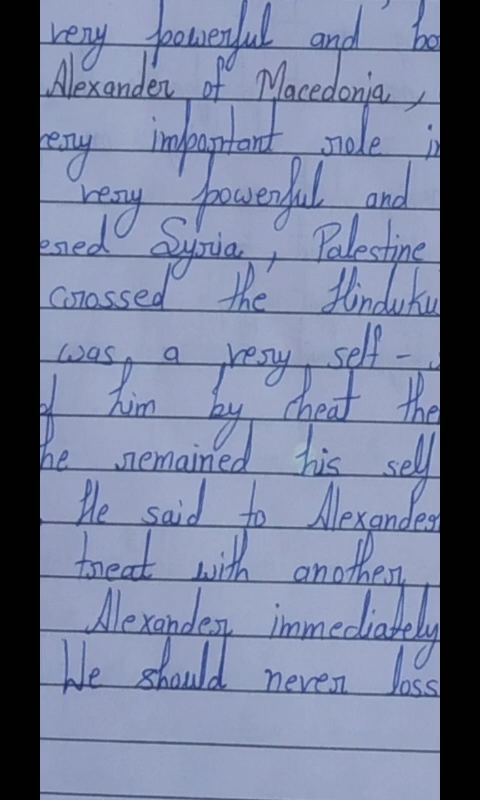 very powerful and bo
Alexander of Macedonia,
ery important role i
very powerful and
ered Syria, Palestine
crossed the Hinduku
was, a very self -
him by cheat the
he remained his self
He said to Alexander
treat with another
Alexander immediately
We should never loss